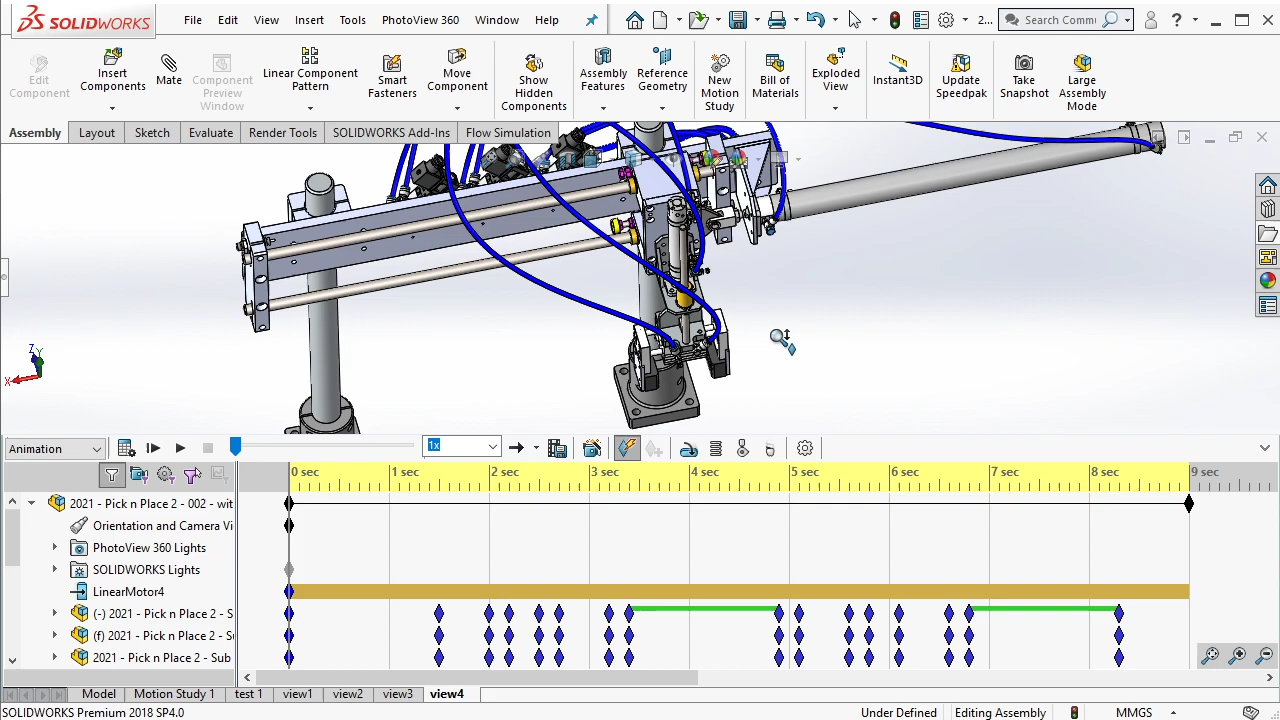 SOLIDWORKS File Edit View Insert Tools PhotoView 360 Window Help 2... Search Commu
Edit Component
Insert Components
Mate
Component Preview Window
Linear Component Pattern
Smart Fasteners
Move Component
Show Hidden Components
Assembly Features
Reference Geometry
New Motion Study
Bill of Materials
Exploded View
Instant3D
Update Speedpak
Take Snapshot
Large Assembly Mode
Assembly Layout Sketch Evaluate Render Tools SOLIDWORKS Add-Ins Flow Simulation
Z Y
X
Animation 1x
0 sec 1 sec 2 sec 3 sec 4 sec 5 sec 6 sec 7 sec 8 sec 9 sec
2021 - Pick n Place 2 - 002 - wit
Orientation and Camera Vi
PhotoView 360 Lights
SOLIDWORKS Lights
LinearMotor4
(-) 2021 - Pick n Place 2 - S
(f) 2021 - Pick n Place 2 - Su
2021 - Pick n Place 2 - Sub
Model Motion Study 1 test 1 view1 view2 view3 view4
SOLIDWORKS Premium 2018 SP4.0 Under Defined Editing Assembly MMGS